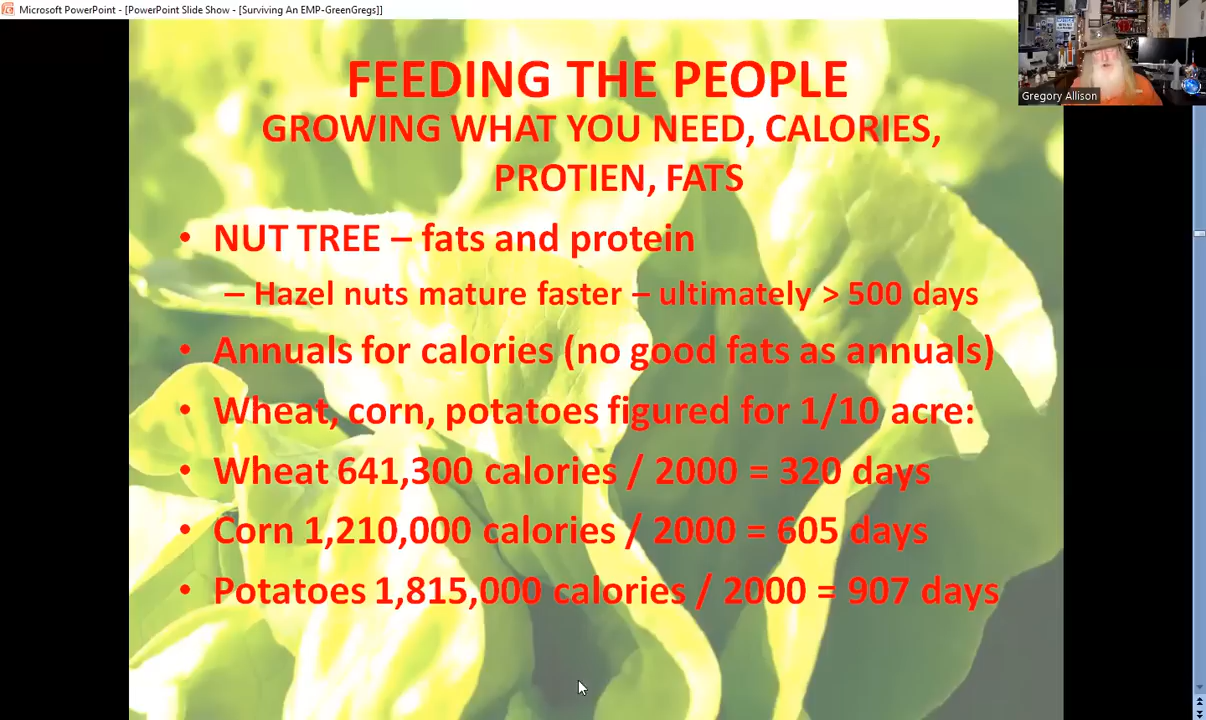 Microsoft PowerPoint - [PowerPoint Slide Show - [Surviving An EMP-GreenGregs]]
Gregory Allison
FEEDING THE PEOPLE
GROWING WHAT YOU NEED, CALORIES,
PROTIEN, FATS
• NUT TREE – fats and protein
– Hazel nuts mature faster – ultimately > 500 days
• Annuals for calories (no good fats as annuals)
• Wheat, corn, potatoes figured for 1/10 acre:
• Wheat 641,300 calories / 2000 = 320 days
• Corn 1,210,000 calories / 2000 = 605 days
• Potatoes 1,815,000 calories / 2000 = 907 days